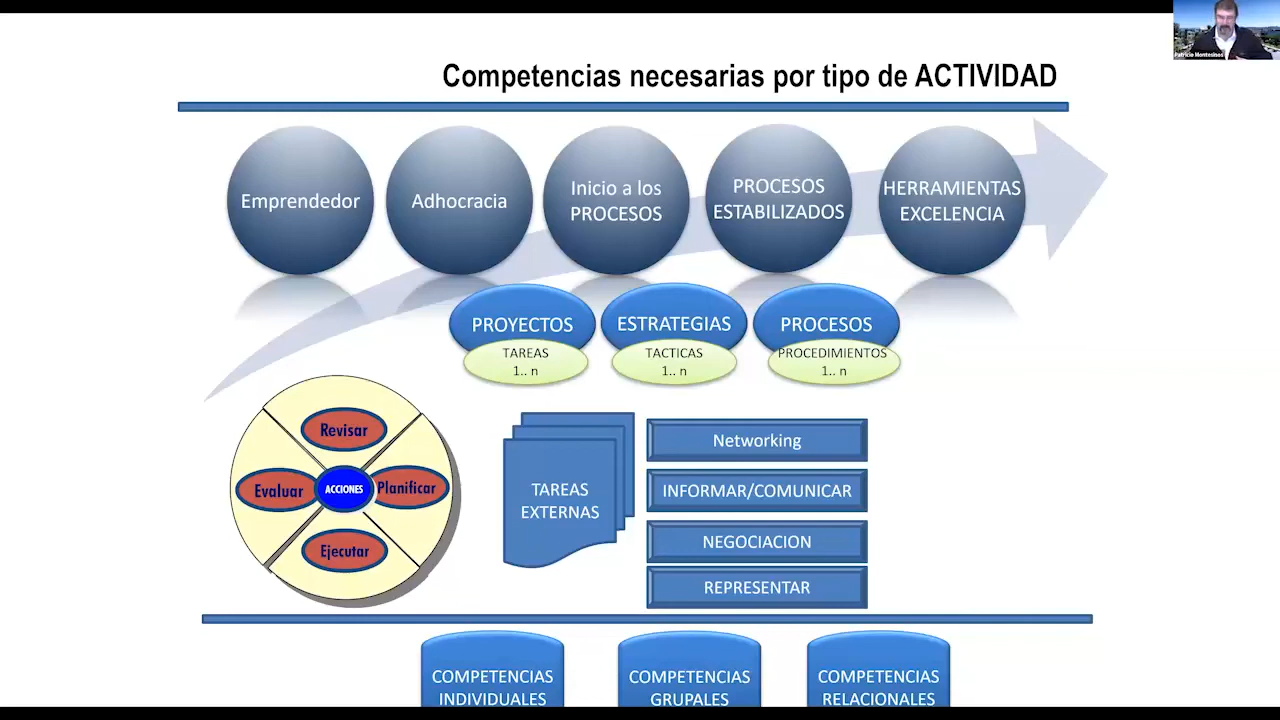 Patricio Montesinos
Competencias necesarias por tipo de ACTIVIDAD
Emprendedor
Adhocracia
Inicio a los
PROCESOS
PROCESOS
ESTABILIZADOS
HERRAMIENTAS
EXCELENCIA
PROYECTOS
TAREAS
1.. n
ESTRATEGIAS
TACTICAS
1.. n
PROCESOS
PROCEDIMIENTOS
1.. n
Revisar
Evaluar
ACCIONES
Planificar
Ejecutar
TAREAS
EXTERNAS
Networking
INFORMAR/COMUNICAR
NEGOCIACION
REPRESENTAR
COMPETENCIAS
INDIVIDUALES
COMPETENCIAS
GRUPALES
COMPETENCIAS
RELACIONALES